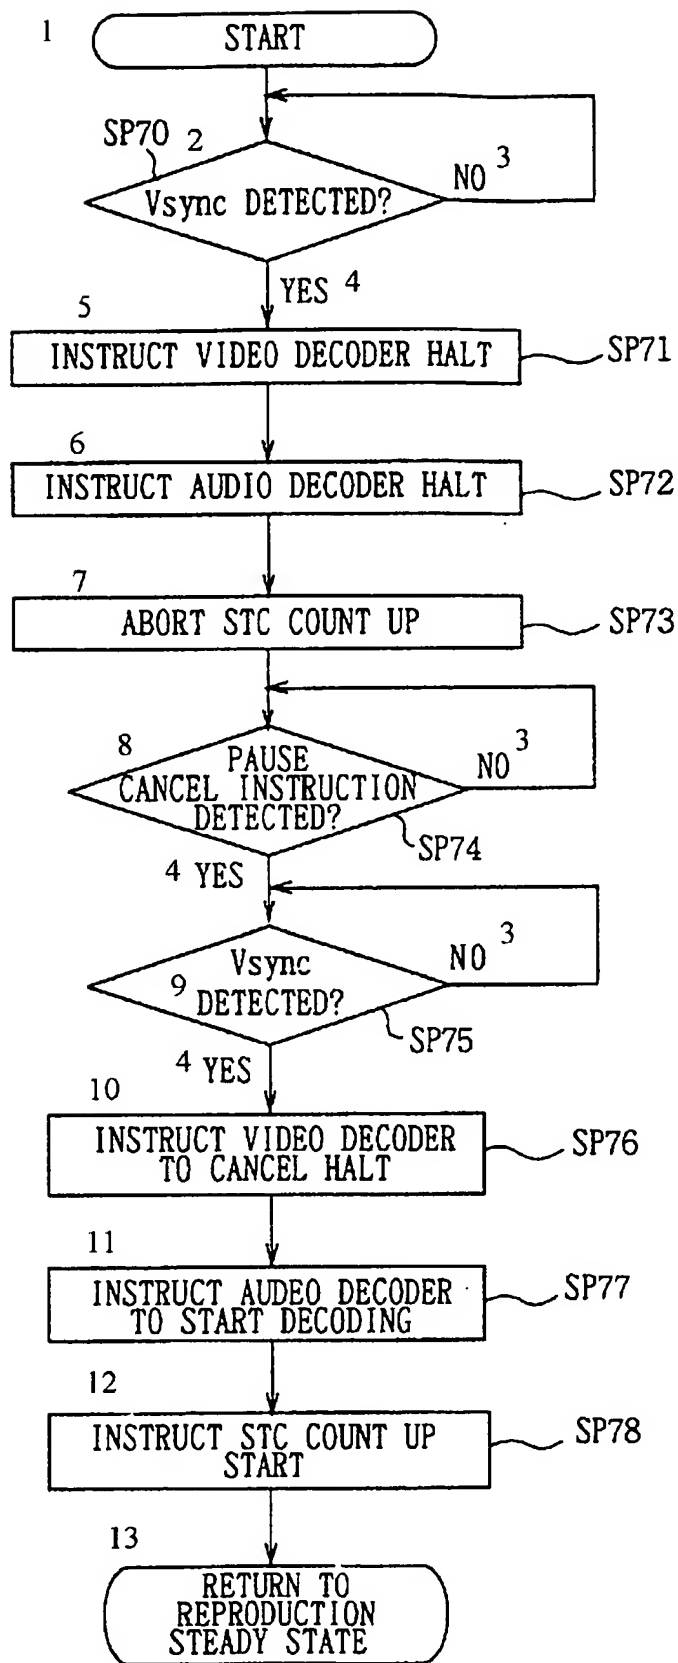 1
START
SP70 2
Vsync DETECTED?
NO 3
YES 4
5
INSTRUCT VIDEO DECODER HALT
SP71
6
INSTRUCT AUDIO DECODER HALT
SP72
7
ABORT STC COUNT UP
SP73
8
PAUSE
CANCEL INSTRUCTION
DETECTED?
NO 3
SP74
4 YES
9
Vsync
DETECTED?
NO 3
SP75
4 YES
10
INSTRUCT VIDEO DECODER
TO CANCEL HALT
SP76
11
INSTRUCT AUDEO DECODER
TO START DECODING
SP77
12
INSTRUCT STC COUNT UP
START
SP78
13
RETURN TO
REPRODUCTION
STEADY STATE